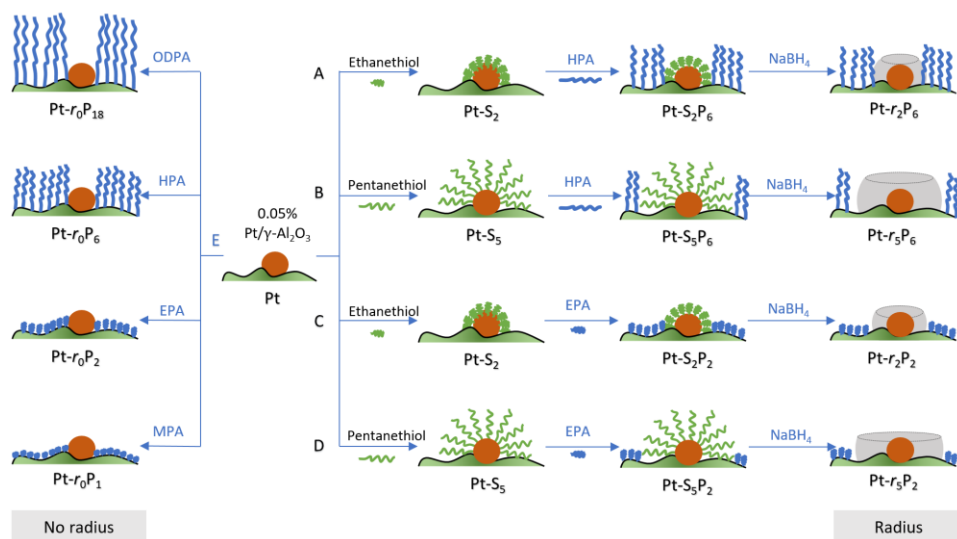 ODPA
Pt-r₀P₁₈
HPA
Pt-r₀P₆
E
0.05%
Pt/γ-Al₂O₃
Pt
EPA
Pt-r₀P₂
MPA
Pt-r₀P₁
No radius
A
Ethanethiol
Pt-S₂
HPA
Pt-S₂P₆
NaBH₄
Pt-r₂P₆
B
Pentanethiol
Pt-S₅
HPA
Pt-S₅P₆
NaBH₄
Pt-r₅P₆
C
Ethanethiol
Pt-S₂
EPA
Pt-S₂P₂
NaBH₄
Pt-r₂P₂
D
Pentanethiol
Pt-S₅
EPA
Pt-S₅P₂
NaBH₄
Pt-r₅P₂
Radius